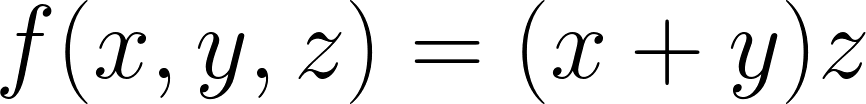 f(x, y, z) = (x + y)z